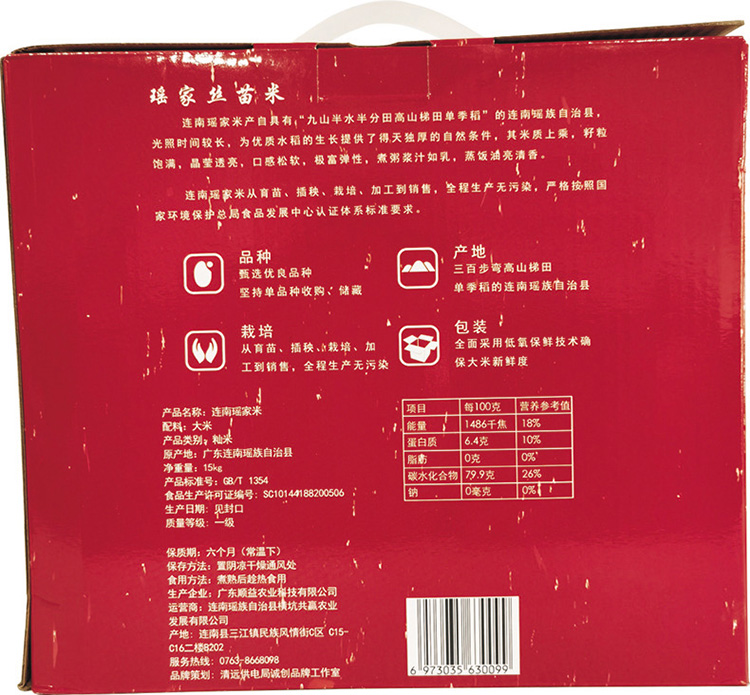 瑶家丝苗米
连南瑶家米产自具有“九山半水半分田高山梯田单季稻”的连南瑶族自治县，
光照时间较长，为优质水稻的生长提供了得天独厚的自然条件，其米质上乘，籽粒
饱满，晶莹透亮，口感松软，极富弹性，煮粥浆汁如乳，蒸饭油亮清香。
连南瑶家米从育苗、插秧、栽培、加工到销售，全程生产无污染，严格按照国
家环境保护总局食品发展中心认证体系标准要求。
品种
甄选优良品种
坚持单品种收购、储藏
产地
三百步弯高山梯田
单季稻的连南瑶族自治县
栽培
从育苗、插秧、栽培、加
工到销售，全程生产无污染
包装
全面采用低氧保鲜技术确
保大米新鲜度
产品名称：连南瑶家米
配料：大米
产品类别：籼米
原产地：广东连南瑶族自治县
净重量：15kg
产品标准号：GB/T 1354
食品生产许可证编号：SC10144188200506
生产日期：见封口
质量等级：一级
项目 每100克 营养参考值
能量 1486千焦 18%
蛋白质 6.4克 10%
脂肪 0克 0%
碳水化合物 79.9克 26%
钠 0毫克 0%
保质期：六个月（常温下）
保存方法：置阴凉干燥通风处
食用方法：煮熟后趁热食用
生产企业：广东顺益农业科技有限公司
运营商：连南瑶族自治县横坑共赢农业
发展有限公司
产地：连南县三江镇民族风情街C区 C15-
C16二楼B202
服务热线：0763-8668098
品牌策划：清远供电局诚创品牌工作室
6 973035 630099